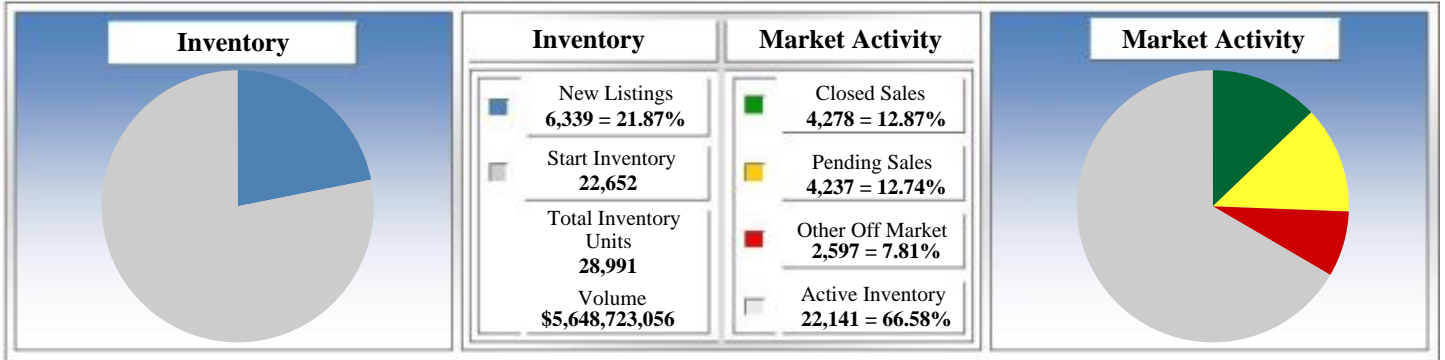 Inventory
Inventory
New Listings
6,339 = 21.87%
Start Inventory
22,652
Total Inventory
Units
28,991
Volume
$5,648,723,056
Market Activity
Closed Sales
4,278 = 12.87%
Pending Sales
4,237 = 12.74%
Other Off Market
2,597 = 7.81%
Active Inventory
22,141 = 66.58%
Market Activity